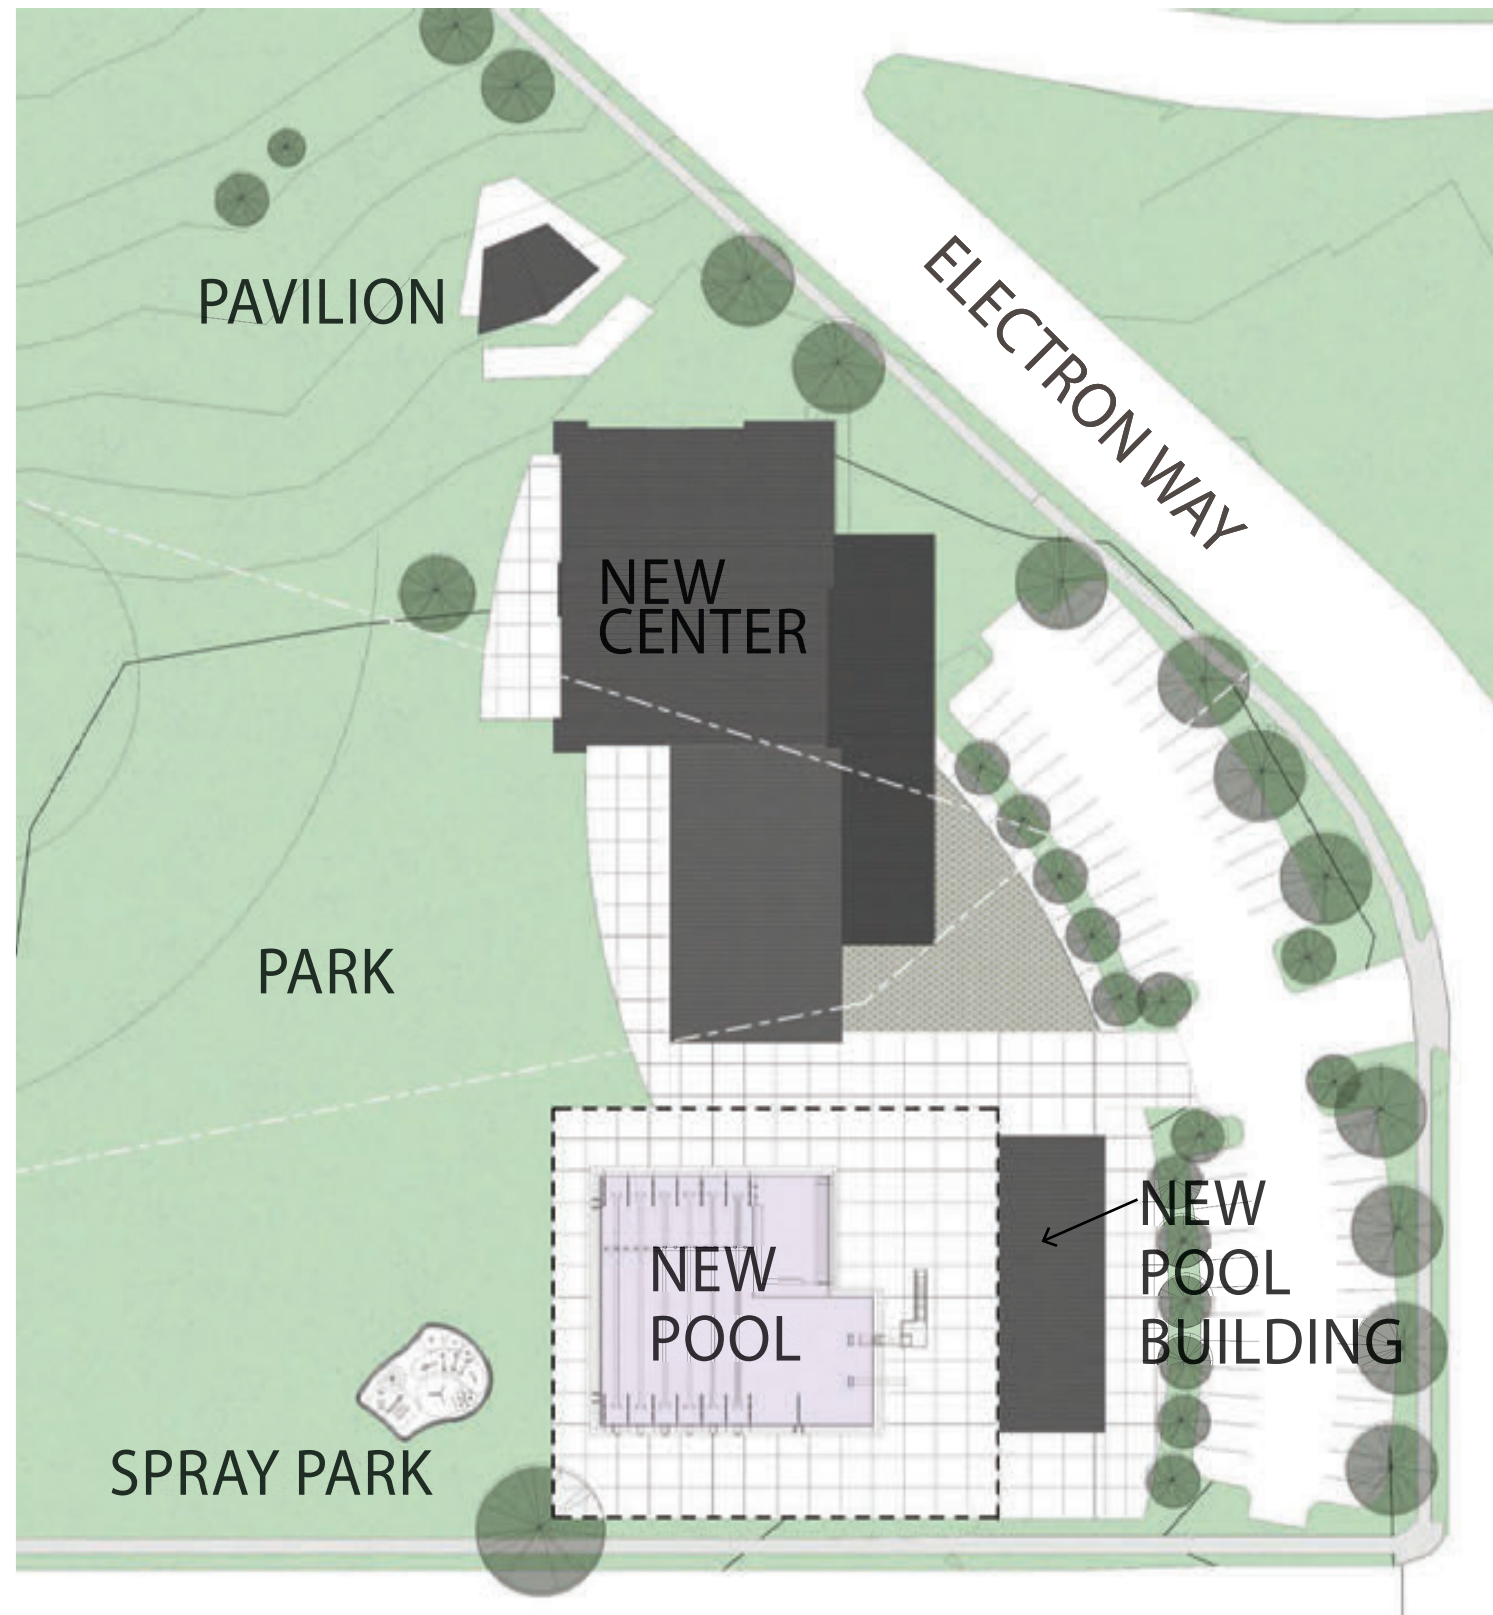 ELECTRON WAY
PAVILION
NEW
CENTER
PARK
NEW
POOL
BUILDING
NEW
POOL
SPRAY PARK